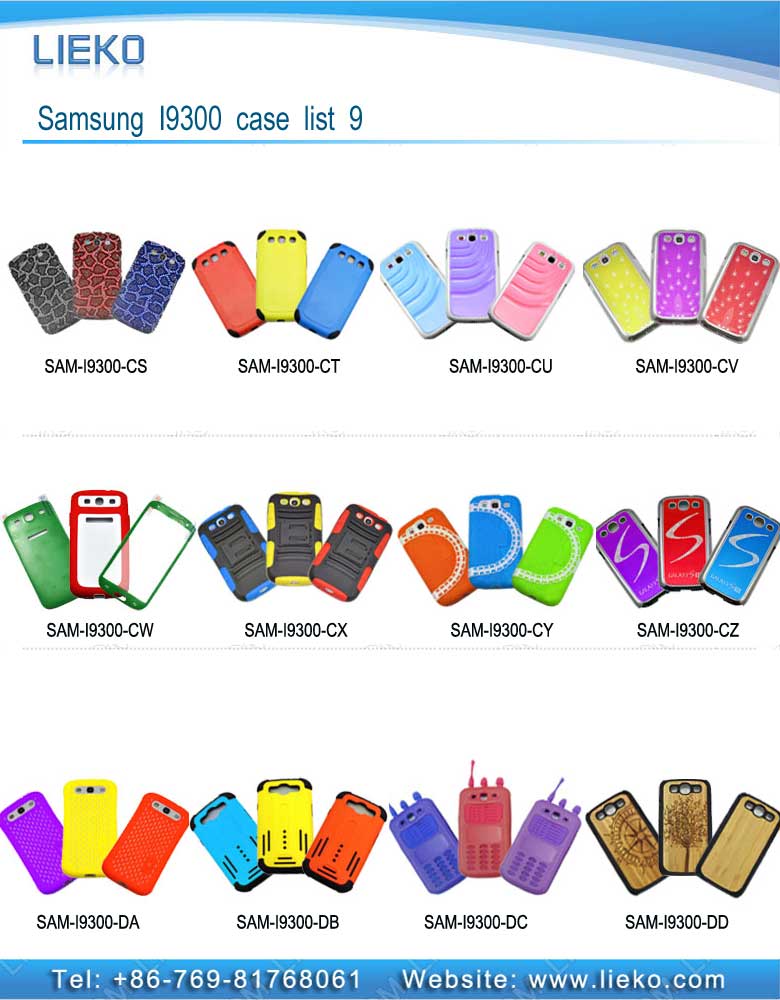 LIEKO
Samsung I9300 case list 9
SAM-I9300-CS SAM-I9300-CT SAM-I9300-CU SAM-I9300-CV
SAM-I9300-CW SAM-I9300-CX SAM-I9300-CY SAM-I9300-CZ
SAM-I9300-DA SAM-I9300-DB SAM-I9300-DC SAM-I9300-DD
Tel: +86-769-81768061 Website: www.lieko.com